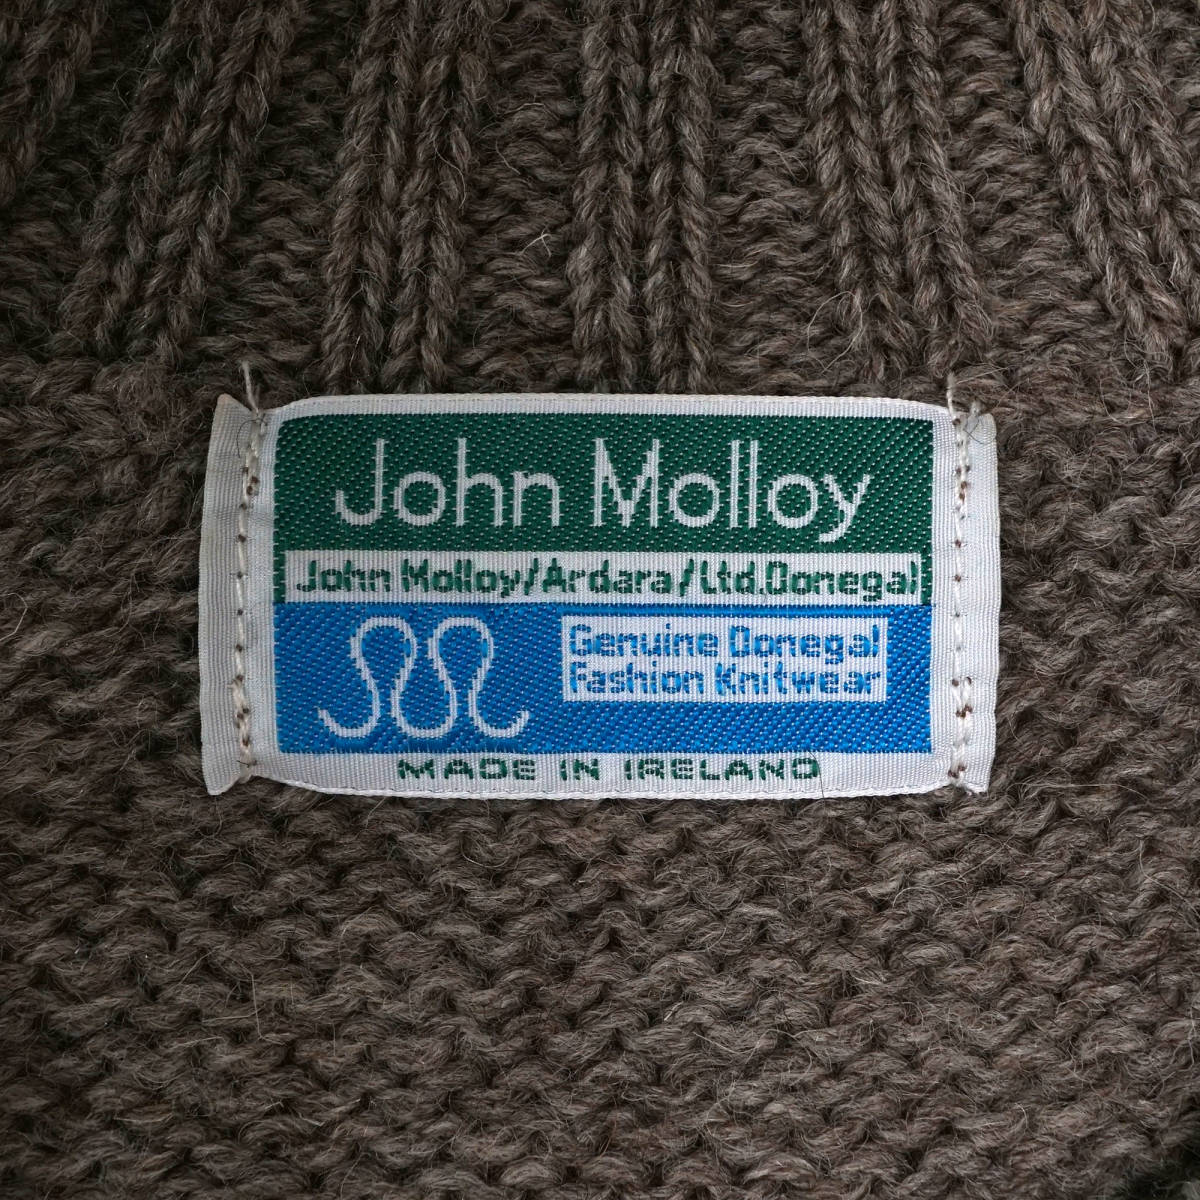 John Molloy
John Molloy/Ardara/Ltd.Donegal
Genuine Donegal
Fashion Knitwear
MADE IN IRELAND